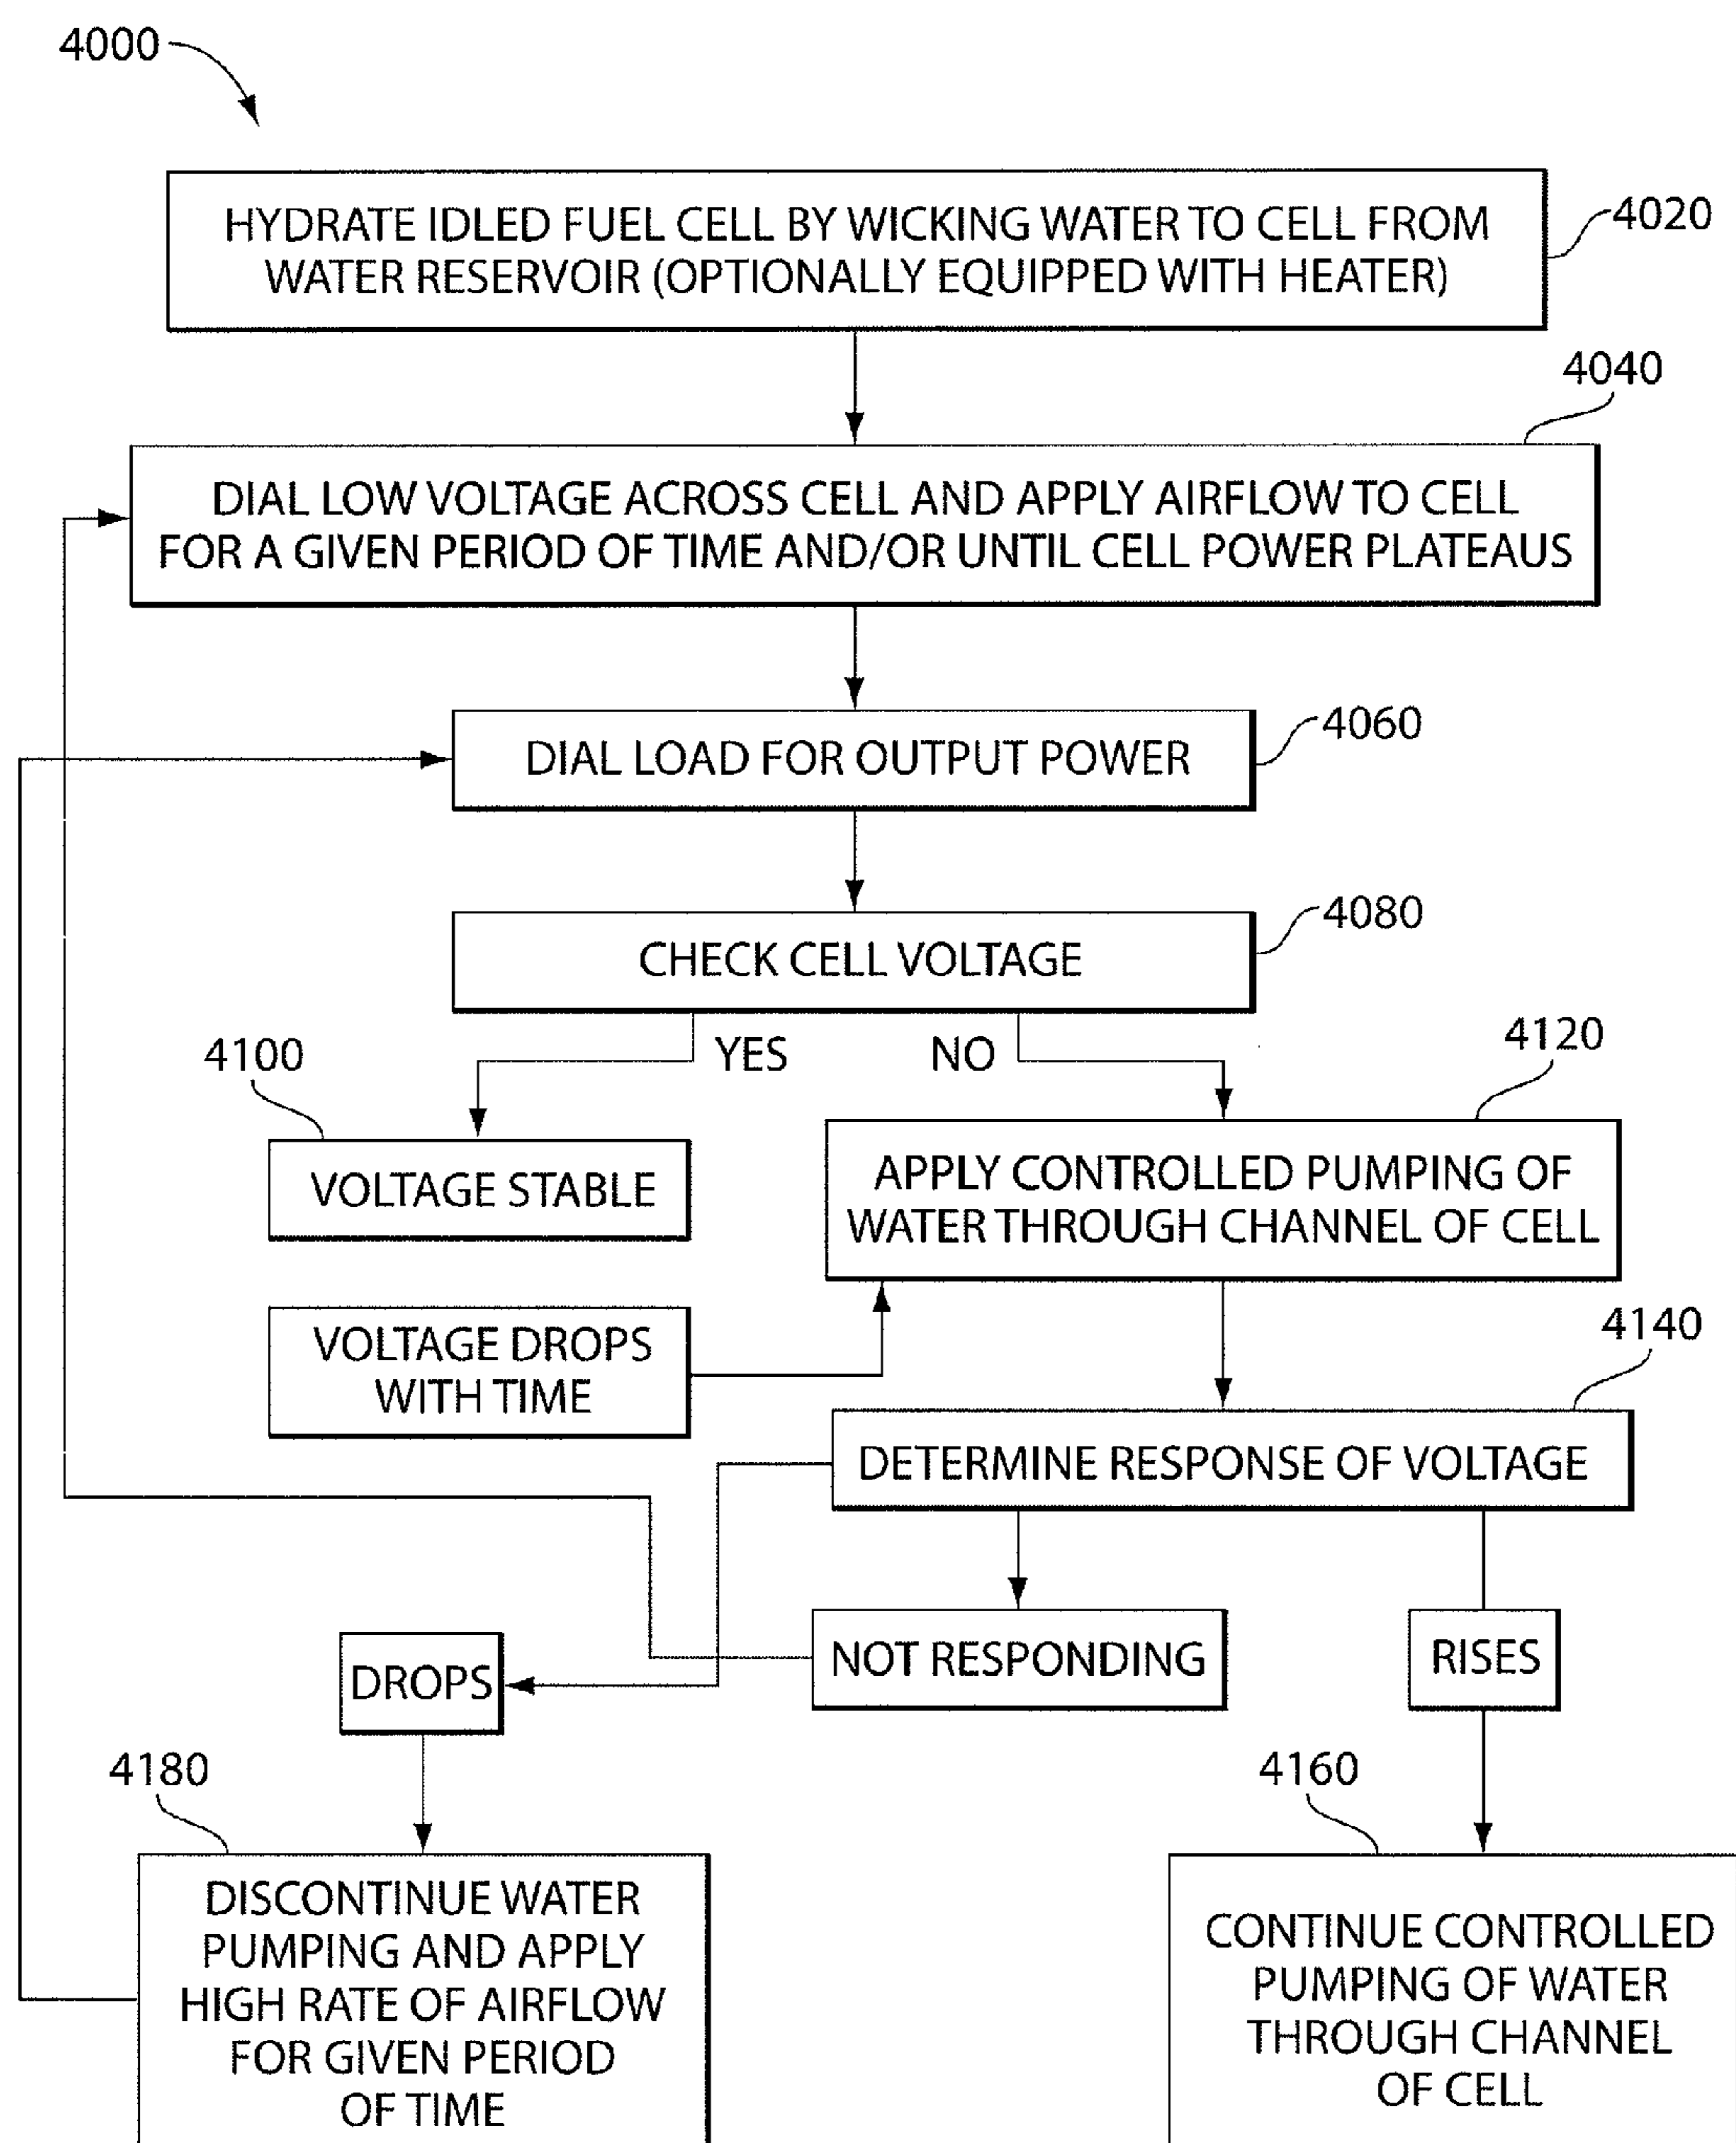 4000
HYDRATE IDLED FUEL CELL BY WICKING WATER TO CELL FROM
WATER RESERVOIR (OPTIONALLY EQUIPPED WITH HEATER)
4020
4040
DIAL LOW VOLTAGE ACROSS CELL AND APPLY AIRFLOW TO CELL
FOR A GIVEN PERIOD OF TIME AND/OR UNTIL CELL POWER PLATEAUS
DIAL LOAD FOR OUTPUT POWER
4060
CHECK CELL VOLTAGE
4080
YES
NO
4100
VOLTAGE STABLE
4120
APPLY CONTROLLED PUMPING OF
WATER THROUGH CHANNEL OF CELL
VOLTAGE DROPS
WITH TIME
4140
DETERMINE RESPONSE OF VOLTAGE
DROPS
NOT RESPONDING
RISES
4180
DISCONTINUE WATER
PUMPING AND APPLY
HIGH RATE OF AIRFLOW
FOR GIVEN PERIOD
OF TIME
4160
CONTINUE CONTROLLED
PUMPING OF WATER
THROUGH CHANNEL
OF CELL